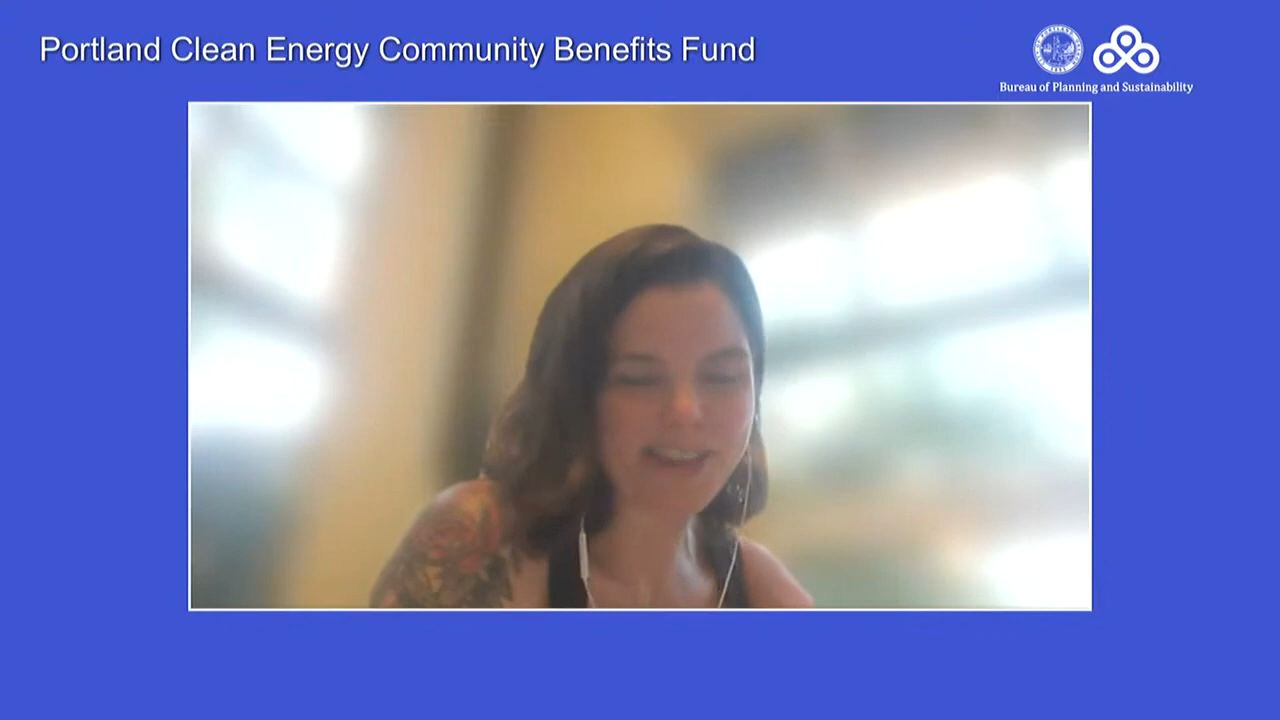 Portland Clean Energy Community Benefits Fund
Bureau of Planning and Sustainability